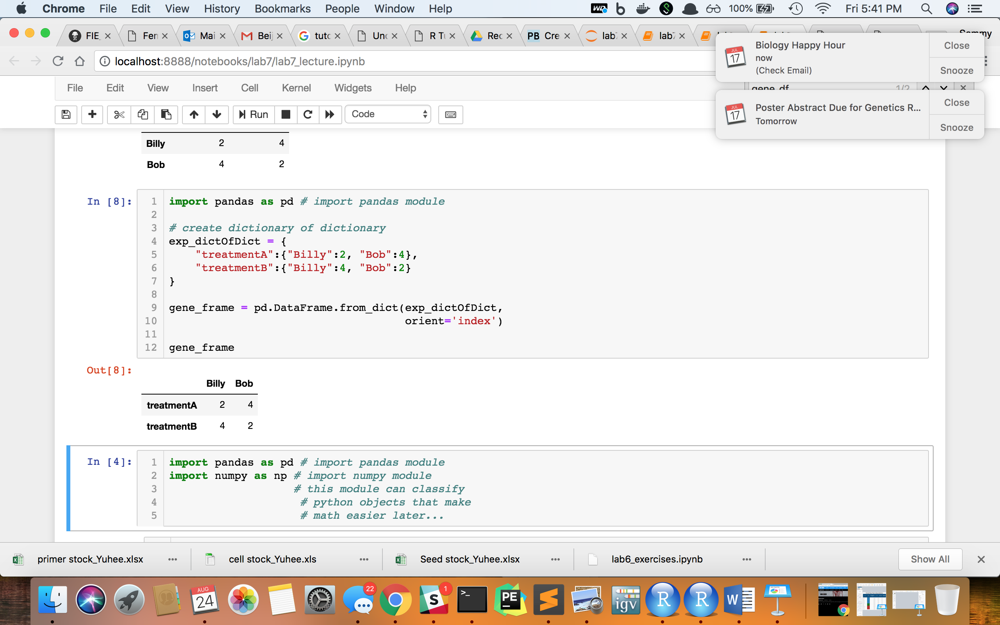 Chrome File Edit View History Bookmarks People Window Help 100% Fri 5:41 PM
FIE_ Fen Mai Beij tuto Unc R Tu Rec PB Cre lab7 lab7 Sammy
localhost:8888/notebooks/lab7/lab7_lecture.ipynb
JUL 17 Biology Happy Hour Close
now
(Check Email) Snooze
File Edit View Insert Cell Kernel Widgets Help
gene_df 1/2
JUL 17 Poster Abstract Due for Genetics R... Close
Tomorrow Snooze
Run Code
Billy 2 4
Bob 4 2
In [8]:
1 import pandas as pd # import pandas module
2
3 # create dictionary of dictionary
4 exp_dictOfDict = {
5 "treatmentA":{"Billy":2, "Bob":4},
6 "treatmentB":{"Billy":4, "Bob":2}
7 }
8
9 gene_frame = pd.DataFrame.from_dict(exp_dictOfDict,
10 orient='index')
11
12 gene_frame
Out[8]:
Billy Bob
treatmentA 2 4
treatmentB 4 2
In [4]:
1 import pandas as pd # import pandas module
2 import numpy as np # import numpy module
3 # this module can classify
4 # python objects that make
5 # math easier later...
primer stock_Yuhee.xlsx cell stock_Yuhee.xls Seed stock_Yuhee.xlsx lab6_exercises.ipynb Show All
AUG 24 22 S 1 >_ PE igv R R W